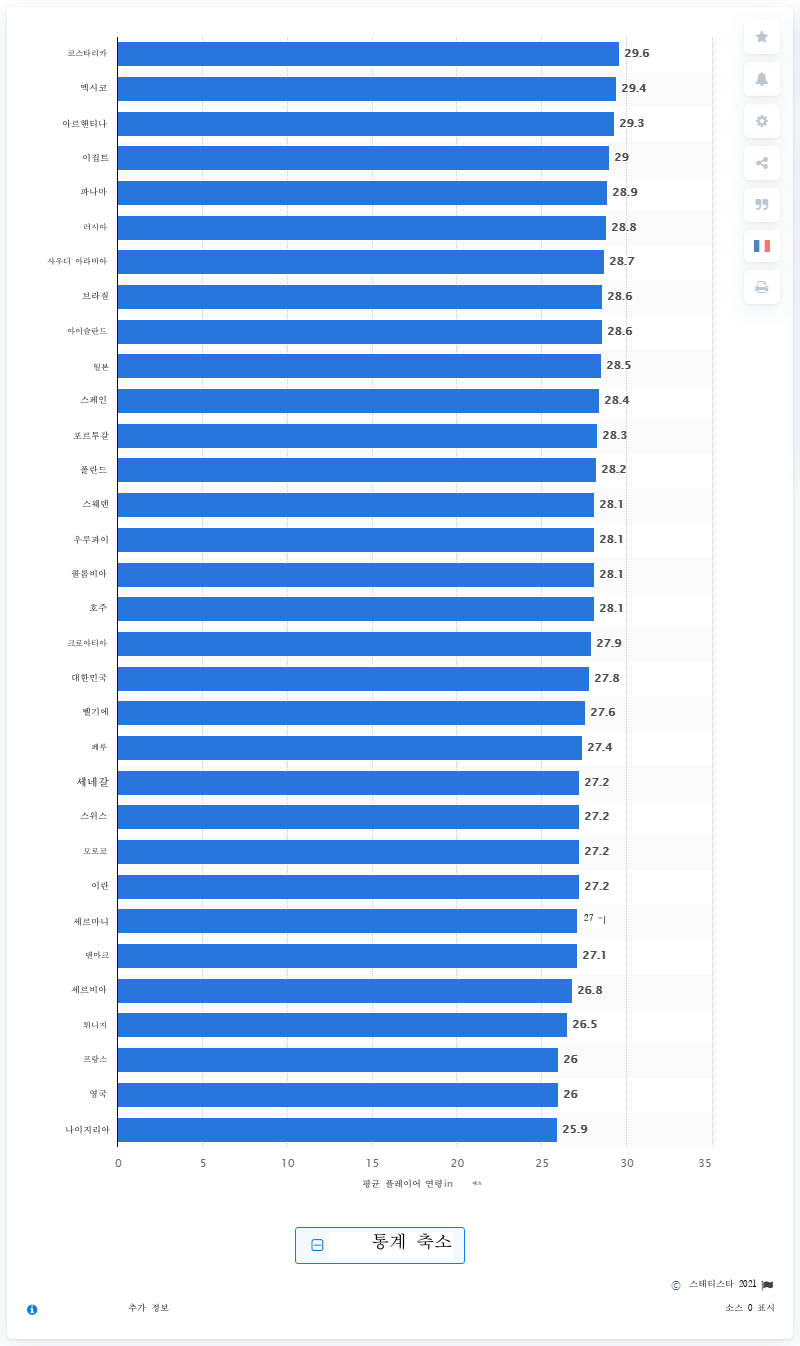 코스타리카 29.6
멕시코 29.4
아르헨티나 29.3
이집트 29
파나마 28.9
러시아 28.8
사우디 아라비아 28.7
브라질 28.6
아이슬란드 28.6
일본 28.5
스페인 28.4
포르투갈 28.3
폴란드 28.2
스웨덴 28.1
우루과이 28.1
콜롬비아 28.1
호주 28.1
크로아티아 27.9
대한민국 27.8
벨기에 27.6
페루 27.4
세네갈 27.2
스위스 27.2
모로코 27.2
이란 27.2
세르마니 27
덴마크 27.1
세르비아 26.8
튀니지 26.5
프랑스 26
영국 26
나이지리아 25.9
0 5 10 15 20 25 30 35
평균 플레이어 연령in
통계 축소
© 스태티스타 2021
추가 정보 소스 0 표시